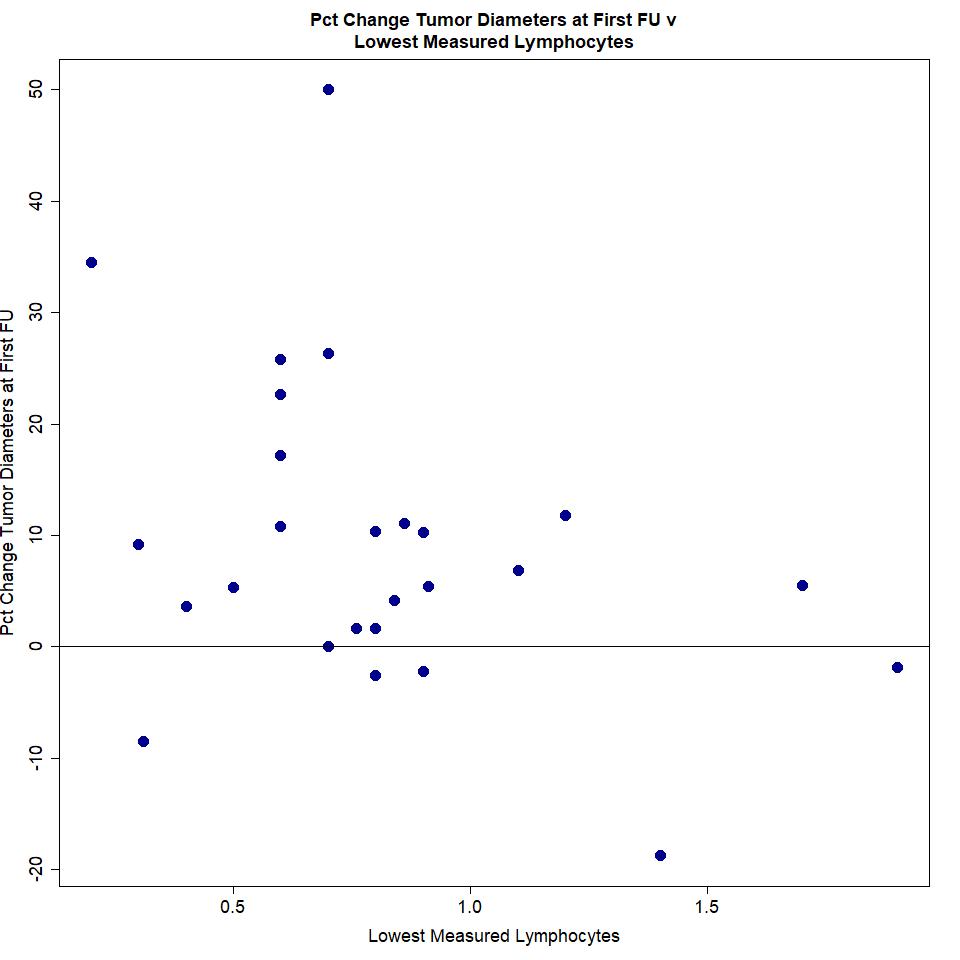 Pct Change Tumor Diameters at First FU v
Lowest Measured Lymphocytes
Pct Change Tumor Diameters at First FU
50
40
30
20
10
0
-10
-20
0.5
1.0
1.5
Lowest Measured Lymphocytes